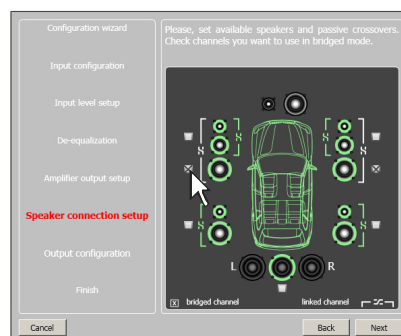 Configuration wizard
Input configuration
Input level setup
De-equalization
Amplifier output setup
Speaker connection setup
Output configuration
Finish
Please, set available speakers and passive crossovers.
Check channels you want to use in bridged mode.
L R
X bridged channel linked channel
Cancel Back Next